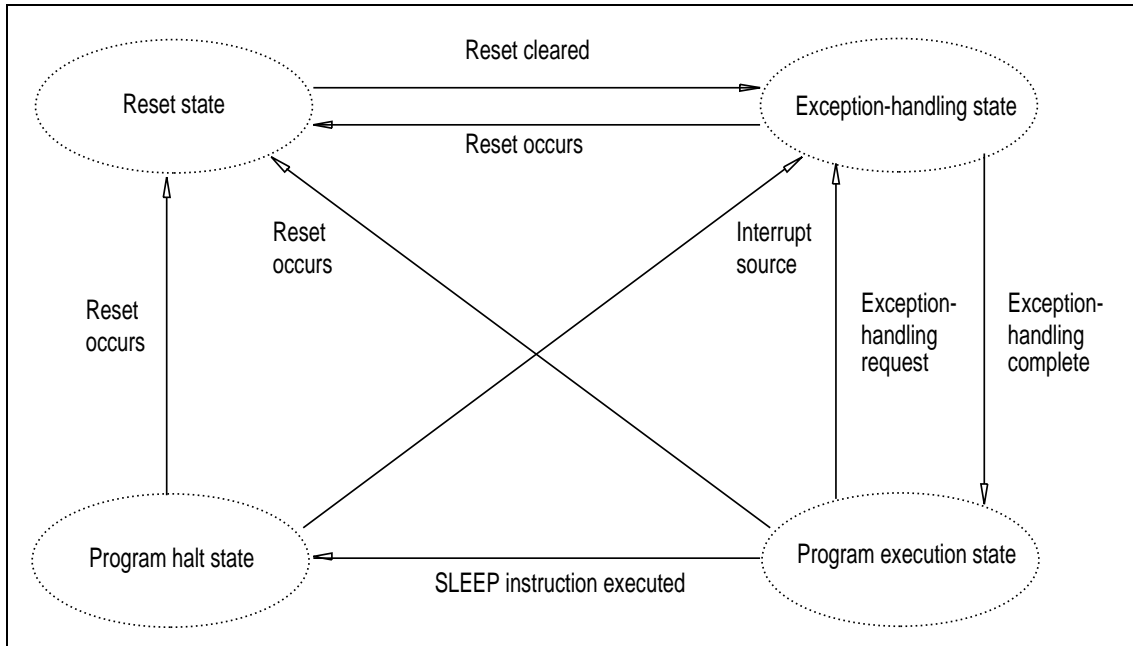 Reset cleared
Reset state
Exception-handling state
Reset occurs
Reset
occurs
Interrupt
source
Reset
occurs
Exception-
handling
request
Exception-
handling
complete
Program halt state
Program execution state
SLEEP instruction executed